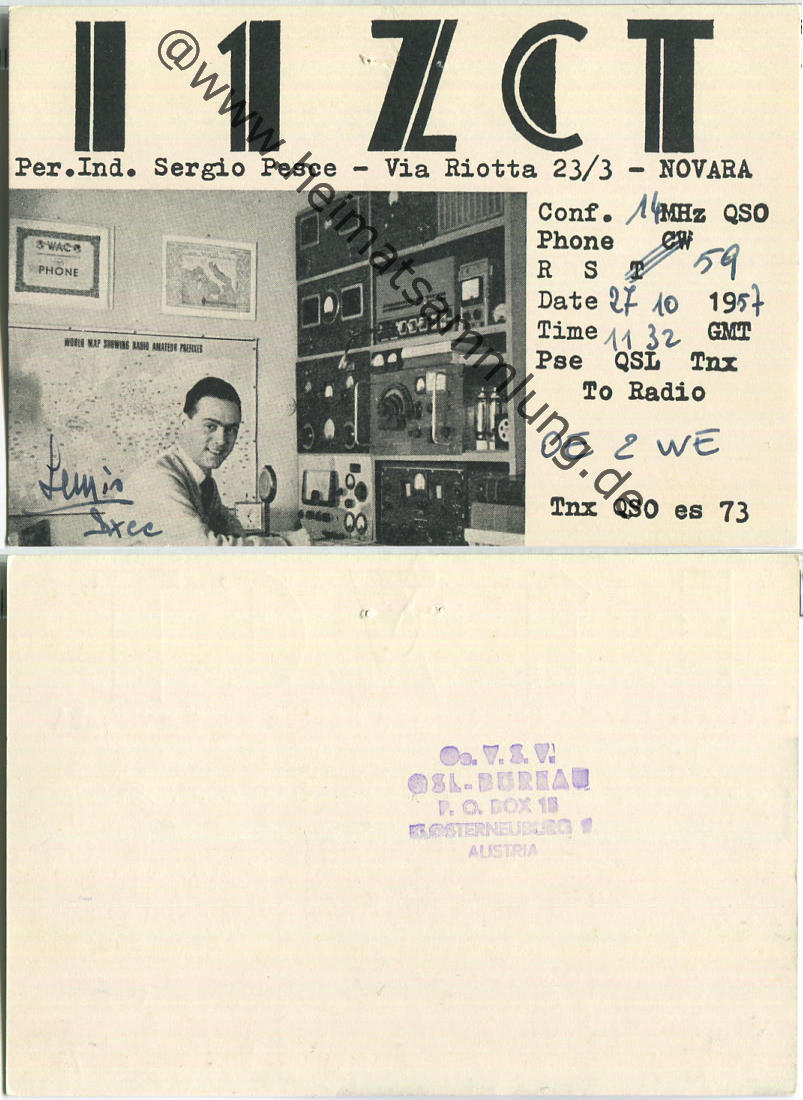 I1ZCT
Per.Ind. Sergio Pesce - Via Riotta 23/3 - NOVARA
WAC
PHONE
WORLD MAP SHOWING RADIO AMATEUR PREFIXES
Conf. 14 MHz QSO
Phone CW
R S T 59
Date 27 10 1957
Time 11 32 GMT
Pse QSL Tnx
To Radio
OE 2 WE
Tnx QSO es 73
@www.heimatsammlung.de
Oe. V. S. V.
QSL-BUREAU
P. O. BOX 15
KLOSTERNEUBURG 1
AUSTRIA